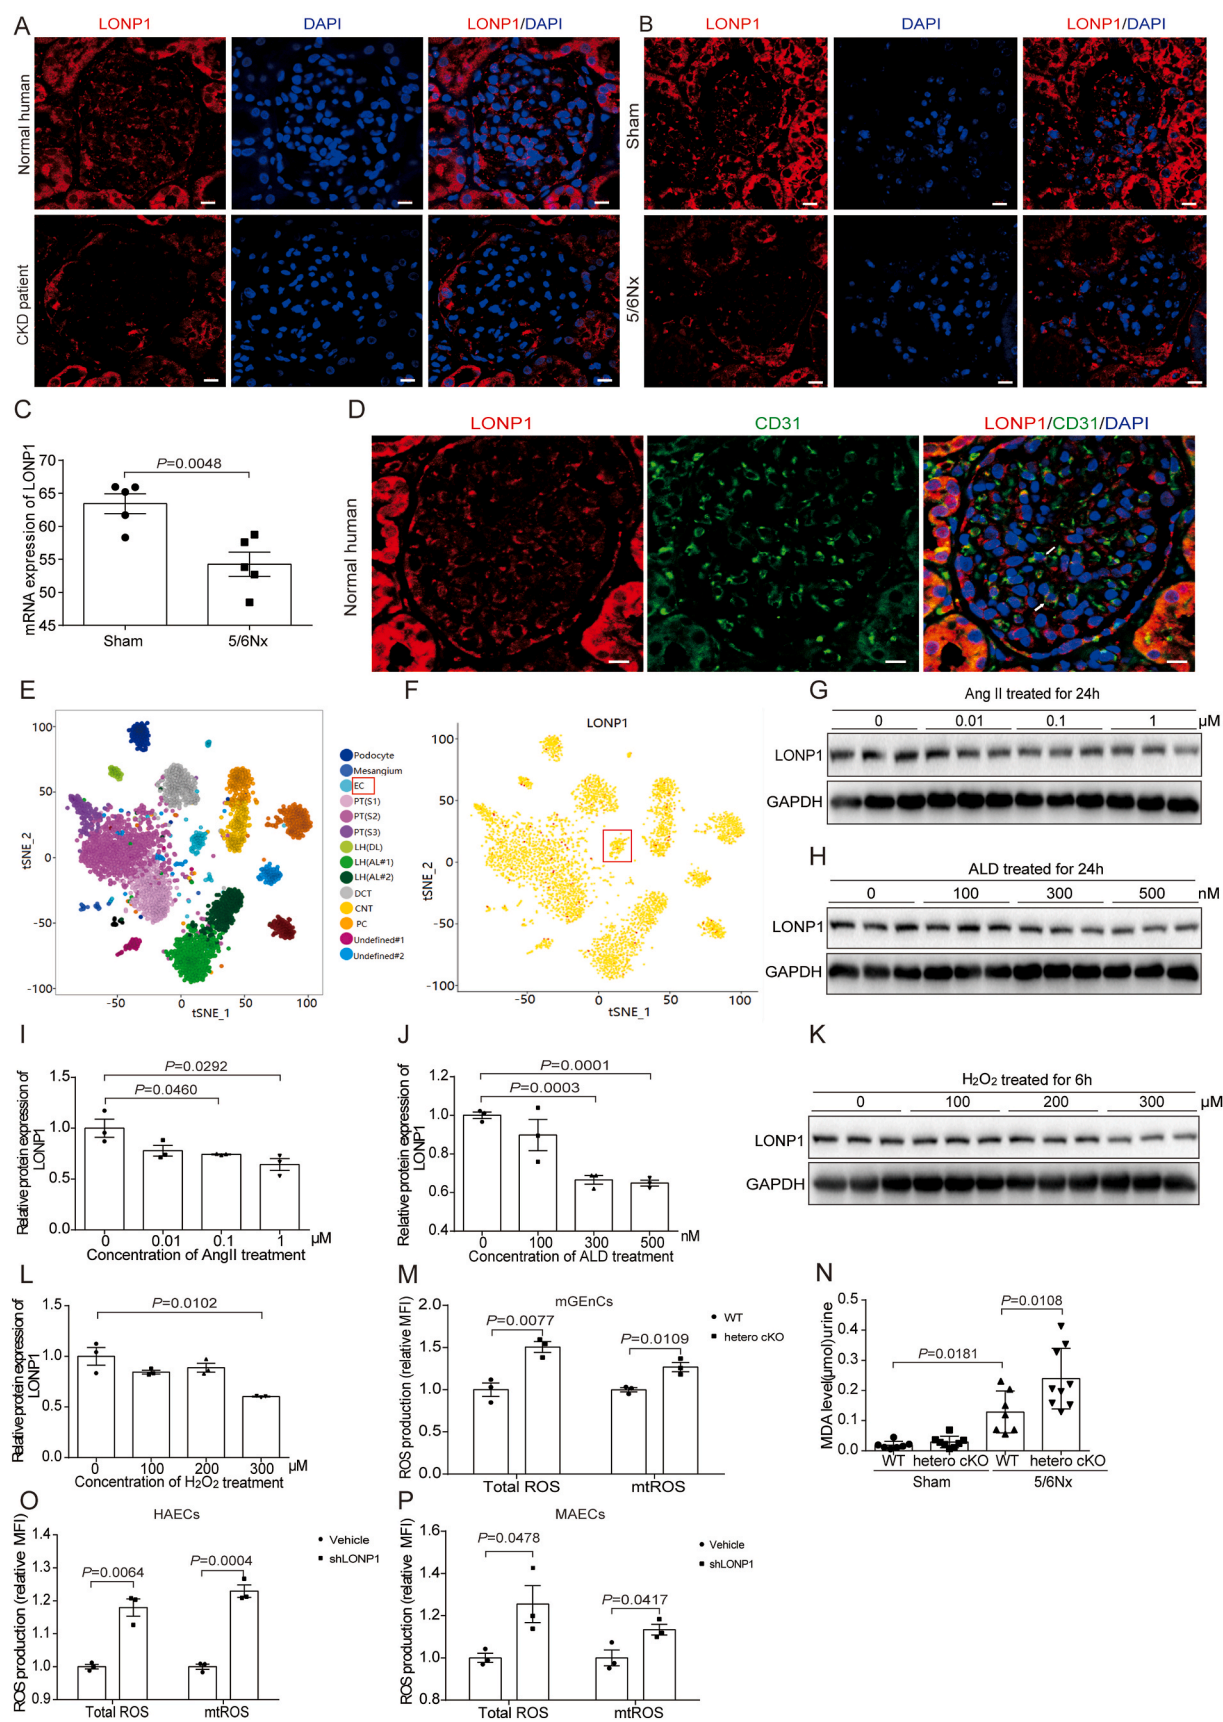 A
LONP1
DAPI
LONP1/DAPI
Normal human
CKD patient
B
LONP1
DAPI
LONP1/DAPI
Sham
5/6Nx
C
mRNA expression of LONP1
70
65
60
55
50
45
P=0.0048
Sham
5/6Nx
D
LONP1
CD31
LONP1/CD31/DAPI
Normal human
E
tSNE_2
100
50
0
-50
-100
-50
0
50
100
tSNE_1
Podocyte
Mesangium
EC
PT(S1)
PT(S2)
PT(S3)
LH(DL)
LH(AL#1)
LH(AL#2)
DCT
CNT
PC
Undefined#1
Undefined#2
F
LONP1
tSNE_2
100
50
0
-50
-100
-50
0
50
100
tSNE_1
G
Ang II treated for 24h
0 0.01 0.1 1 μM
LONP1
GAPDH
H
ALD treated for 24h
0 100 300 500 nM
LONP1
GAPDH
I
Relative protein expression of
LONP1
1.5
1.0
0.5
0.0
P=0.0292
P=0.0460
0 0.01 0.1 1 μM
Concentration of AngII treatment
J
Relative protein expression of
LONP1
1.2
1.0
0.8
0.6
0.4
P=0.0001
P=0.0003
0 100 300 500 nM
Concentration of ALD treatment
K
H₂O₂ treated for 6h
0 100 200 300 μM
LONP1
GAPDH
L
Relative protein expression of
LONP1
1.5
1.0
0.5
0.0
P=0.0102
0 100 200 300 μM
Concentration of H₂O₂ treatment
M
mGEnCs
ROS production (relative MFI)
2.0
1.5
1.0
0.5
0.0
P=0.0077
P=0.0109
WT
hetero cKO
Total ROS mtROS
N
MDA level(μmol)urine
0.5
0.4
0.3
0.2
0.1
0.0
P=0.0181
P=0.0108
WT hetero cKO WT hetero cKO
Sham 5/6Nx
O
HAECs
ROS production (relative MFI)
1.4
1.3
1.2
1.1
1.0
0.9
P=0.0064
P=0.0004
Vehicle
shLONP1
Total ROS mtROS
P
MAECs
ROS production (relative MFI)
1.6
1.4
1.2
1.0
0.8
P=0.0478
P=0.0417
Vehicle
shLONP1
Total ROS mtROS